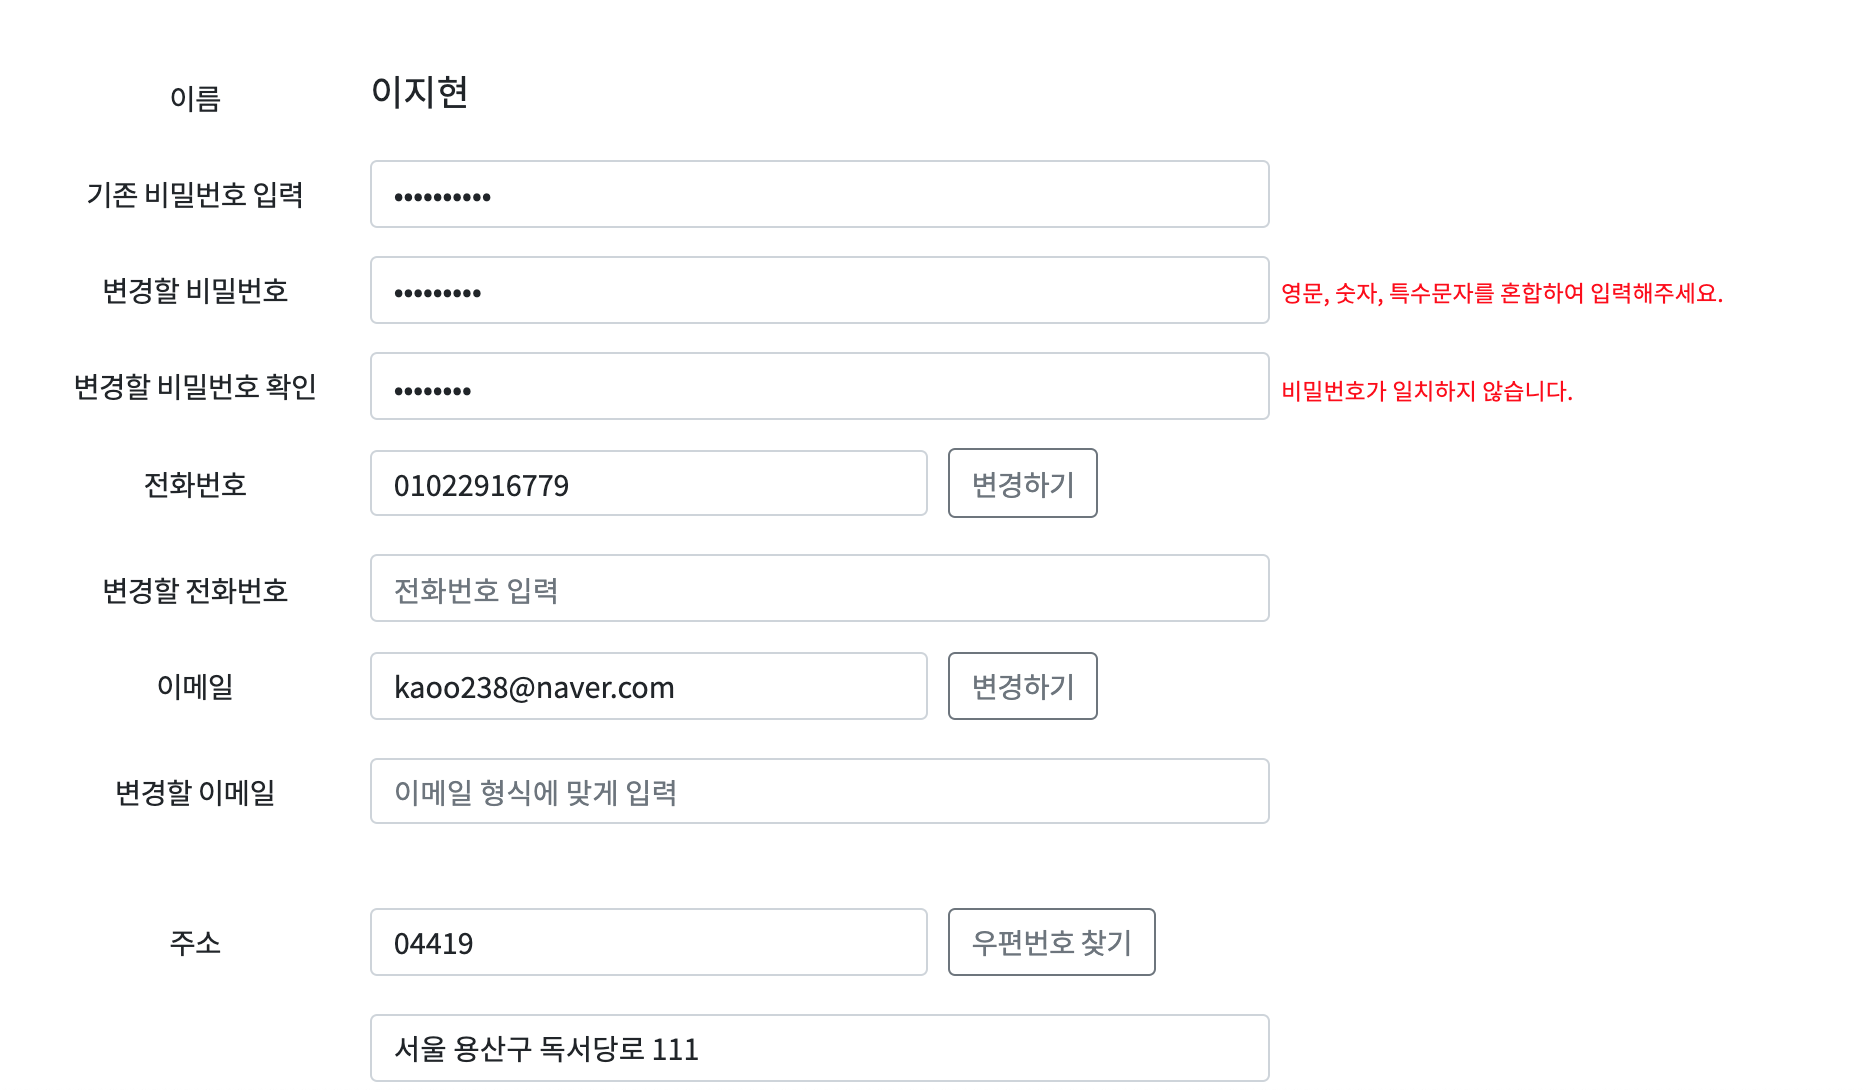 이름 이지현
기존 비밀번호 입력 ••••••••••
변경할 비밀번호 ••••••••• 영문, 숫자, 특수문자를 혼합하여 입력해주세요.
변경할 비밀번호 확인 •••••••• 비밀번호가 일치하지 않습니다.
전화번호 01022916779 변경하기
변경할 전화번호 전화번호 입력
이메일 kaoo238@naver.com 변경하기
변경할 이메일 이메일 형식에 맞게 입력
주소 04419 우편번호 찾기
서울 용산구 독서당로 111